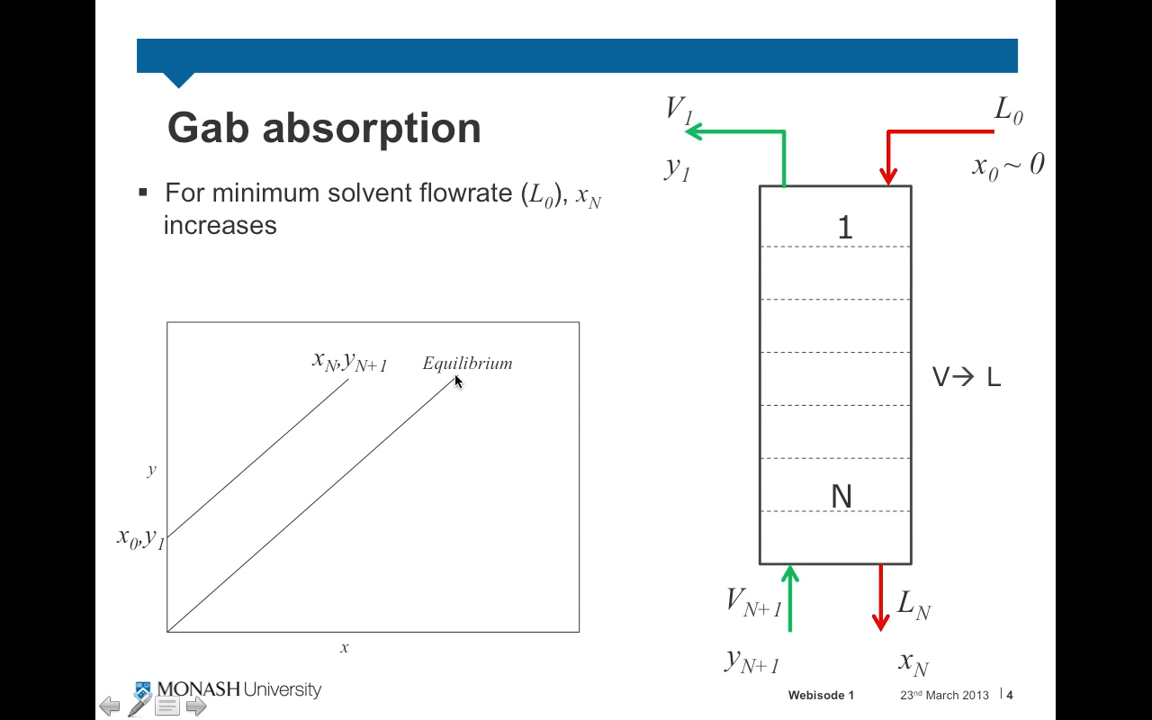 Gab absorption
▪ For minimum solvent flowrate (L0), xN
increases
xN,yN+1
Equilibrium
y
x0,y1
x
V1
y1
L0
x0 ~ 0
1
V→ L
N
VN+1
yN+1
LN
xN
MONASH University
Webisode 1
23rd March 2013
4